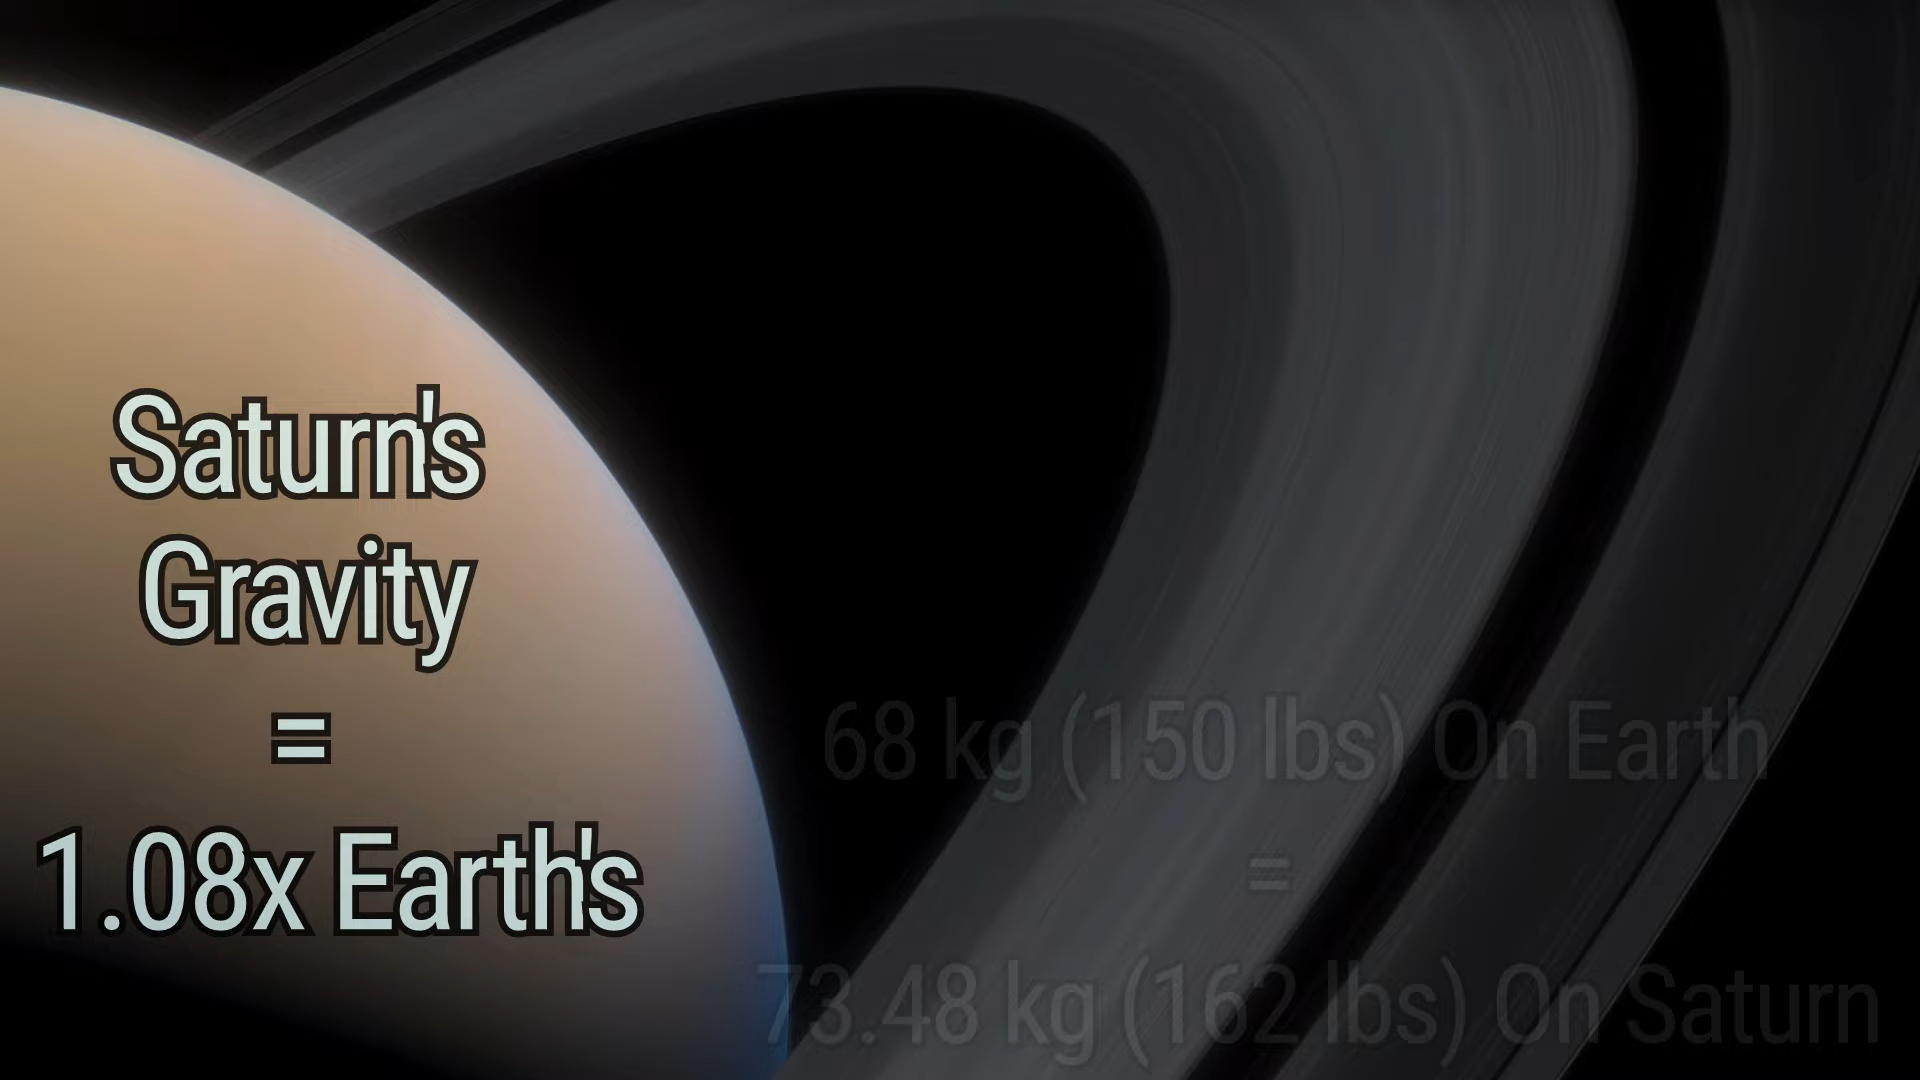 Saturn's
Gravity
=
1.08x Earth's
68 kg (150 lbs) On Earth
=
73.48 kg (162 lbs) On Saturn